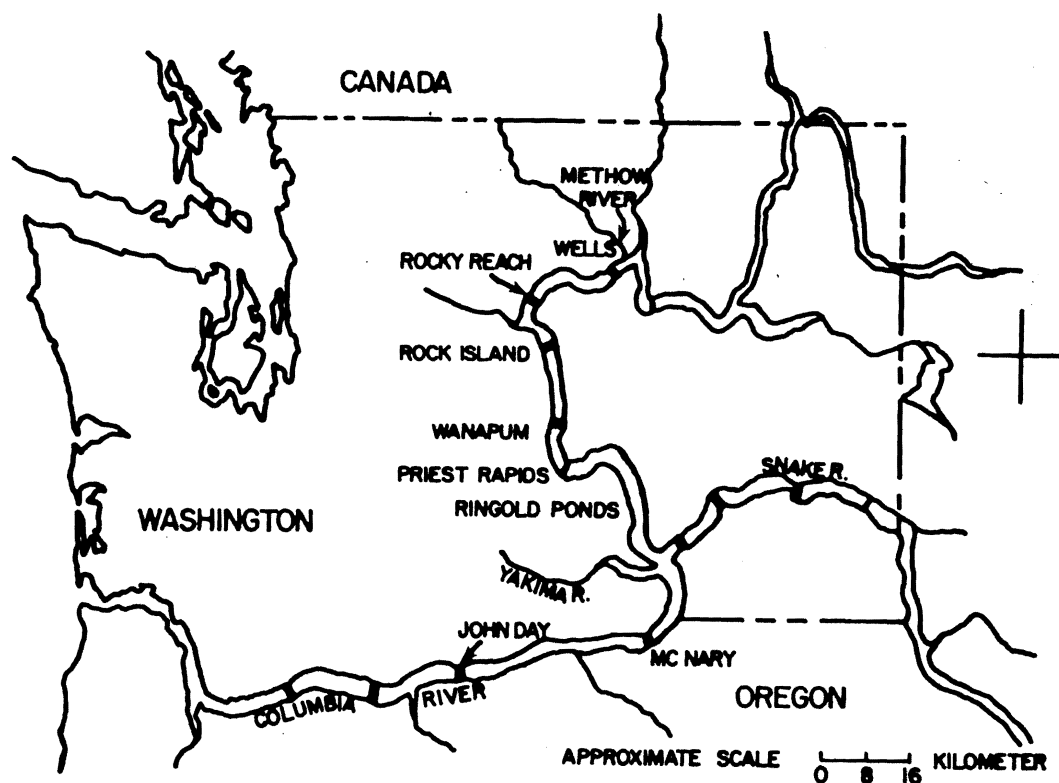 CANADA
METHOW
RIVER
WELLS
ROCKY REACH
ROCK ISLAND
WANAPUM
PRIEST RAPIDS
SNAKE R.
RINGOLD PONDS
WASHINGTON
YAKIMA R.
JOHN DAY
MC NARY
COLUMBIA
RIVER
OREGON
APPROXIMATE SCALE
KILOMETER
0 8 16